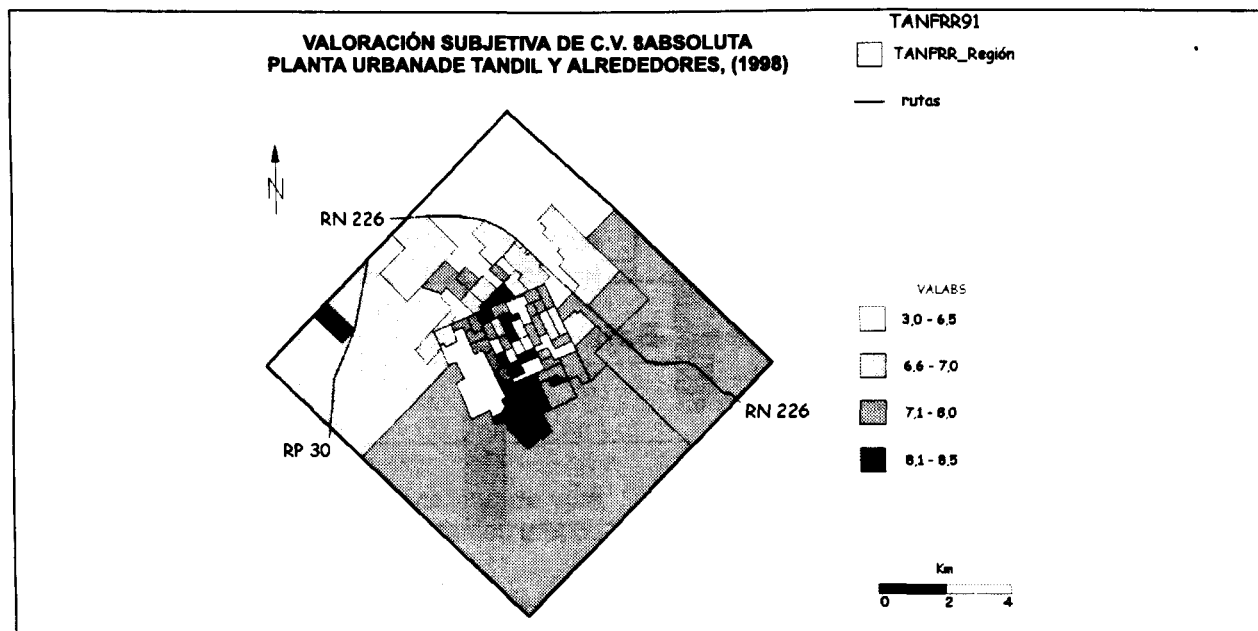 VALORACIÓN SUBJETIVA DE C.V. 8ABSOLUTA
PLANTA URBANADE TANDIL Y ALREDEDORES, (1998)
TANFRR91
TANFRR_Región
rutas
N
RN 226
RP 30
RN 226
VALABS
3,0 - 6,5
6,6 - 7,0
7,1 - 8,0
8,1 - 8,5
Km
0 2 4